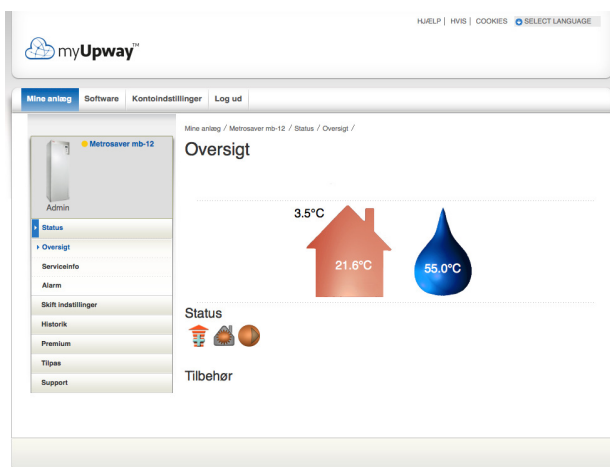 HJÆLP | HVIS | COOKIES SELECT LANGUAGE
myUpway™
Mine anlæg Software Kontoindstillinger Log ud
Mine anlæg / Metrosaver mb-12 / Status / Oversigt /
Metrosaver mb-12
Oversigt
Admin
Status
Oversigt
Serviceinfo
Alarm
Skift indstillinger
Historik
Premium
Tilpas
Support
3.5°C
21.6°C
55.0°C
Status
Tilbehør